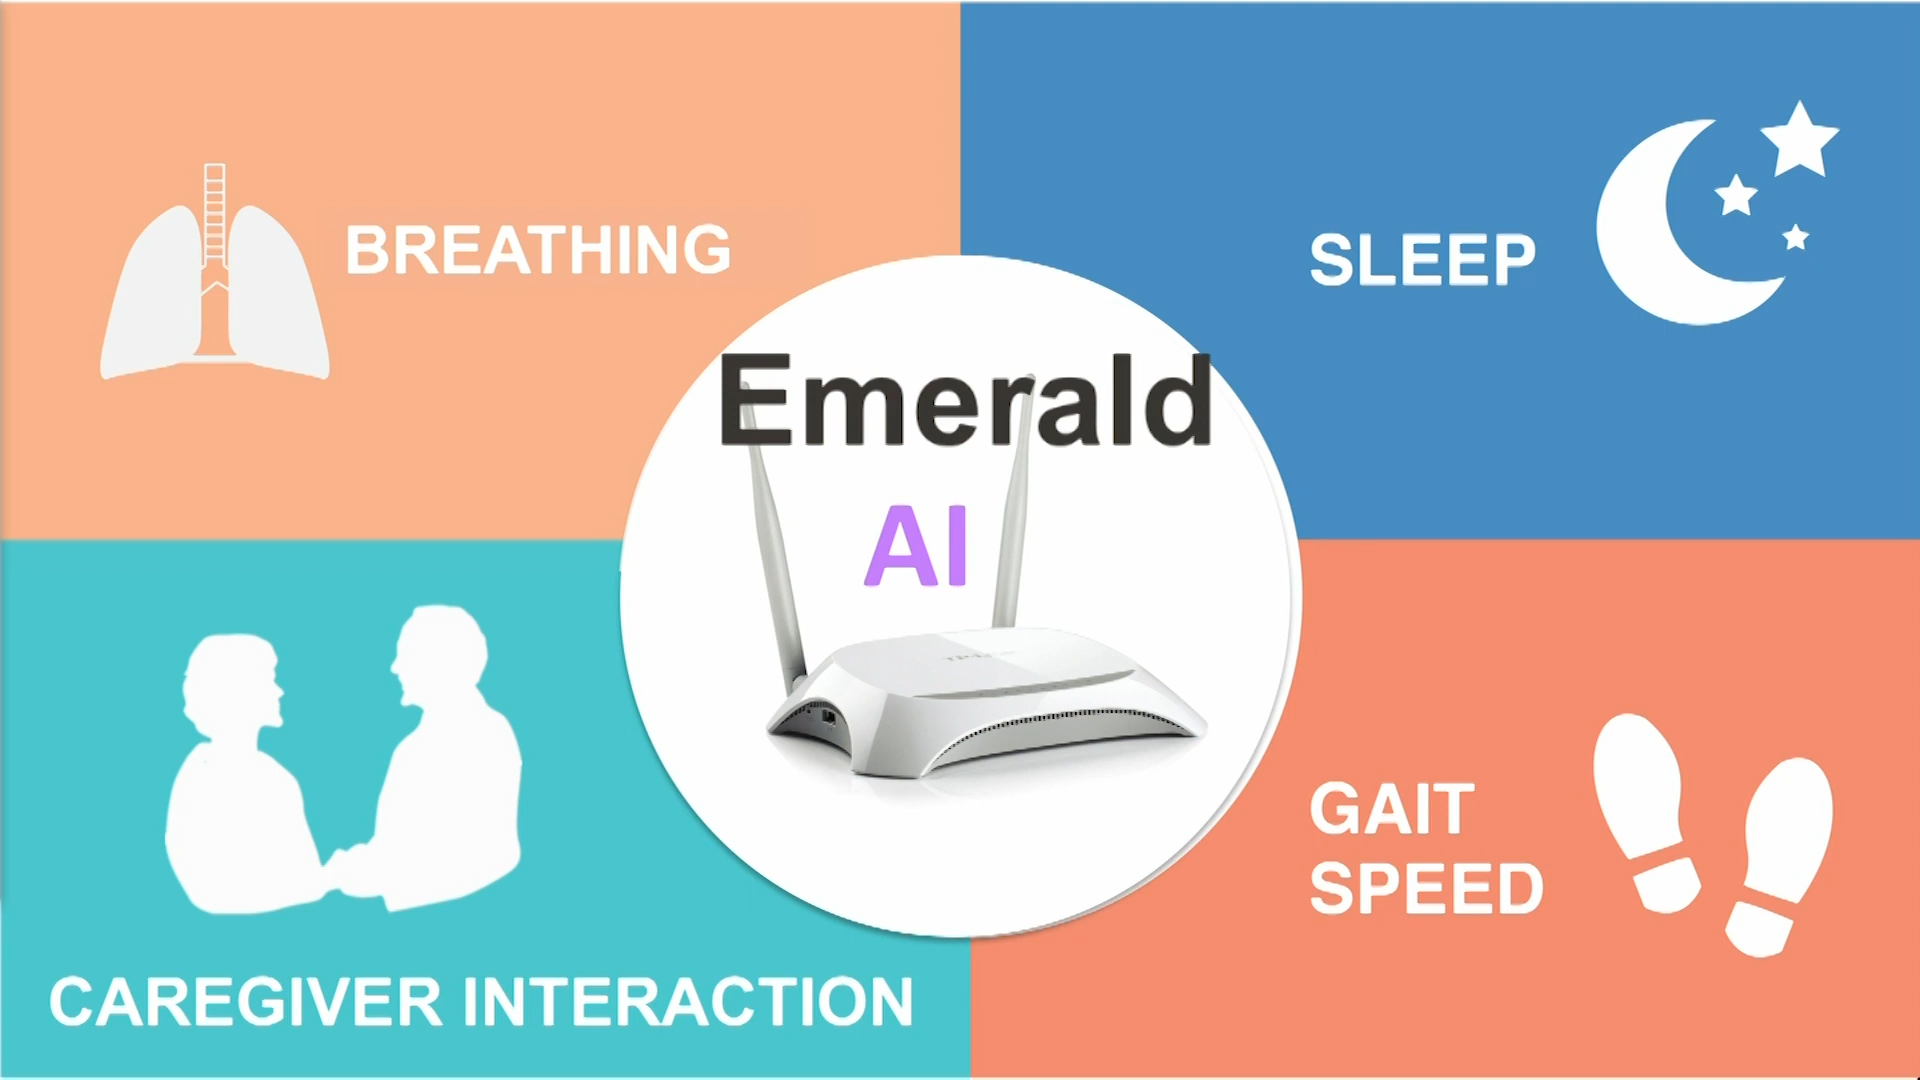 BREATHING
SLEEP
Emerald
AI
GAIT
SPEED
CAREGIVER INTERACTION